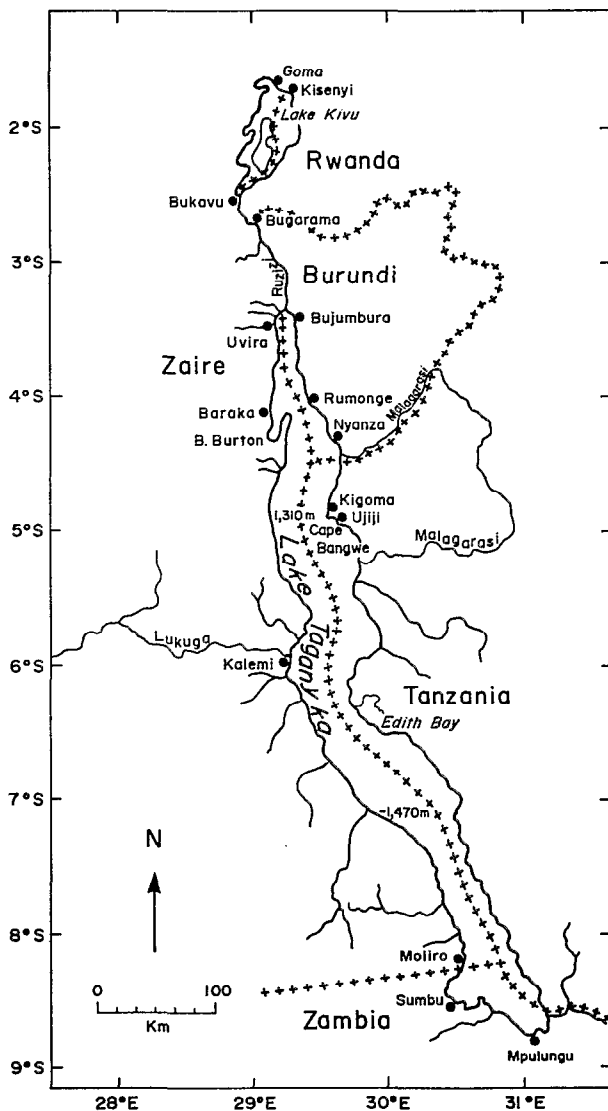 Goma
Kisenyi
Lake Kivu
2°S
Rwanda
Bukavu
Bugarama
3°S
Ruzizi
Burundi
Bujumbura
Uvira
Zaire
4°S
Rumonge
Malagarasi
Baraka
Nyanza
B. Burton
Kigoma
1,310m
Ujiji
5°S
Cape
Bangwe
Malagarasi
Lake Taganyka
Lukuga
6°S
Kalemi
Tanzania
Edith Bay
7°S
-1,470m
N
8°S
Moliro
0 100
Km
Sumbu
Zambia
Mpulungu
9°S
28°E 29°E 30°E 31°E